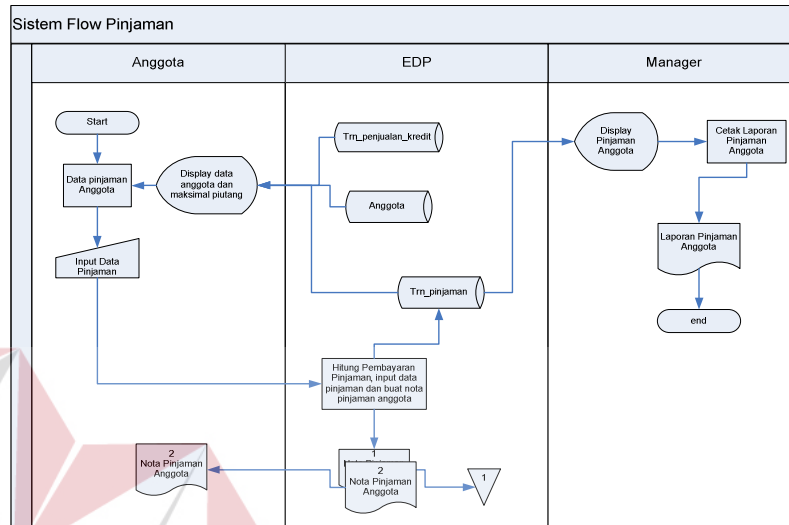 Sistem Flow Pinjaman
Anggota
EDP
Manager
Start
Data pinjaman
Anggota
Display data
anggota dan
maksimal piutang
Input Data
Pinjaman
Trn_penjualan_kredit
Anggota
Trn_pinjaman
Hitung Pembayaran
Pinjaman, input data
pinjaman dan buat nota
pinjaman anggota
1
2
Nota Pinjaman
Anggota
1
2
Nota Pinjaman
Anggota
Display
Pinjaman
Anggota
Cetak Laporan
Pinjaman
Anggota
Laporan Pinjaman
Anggota
end